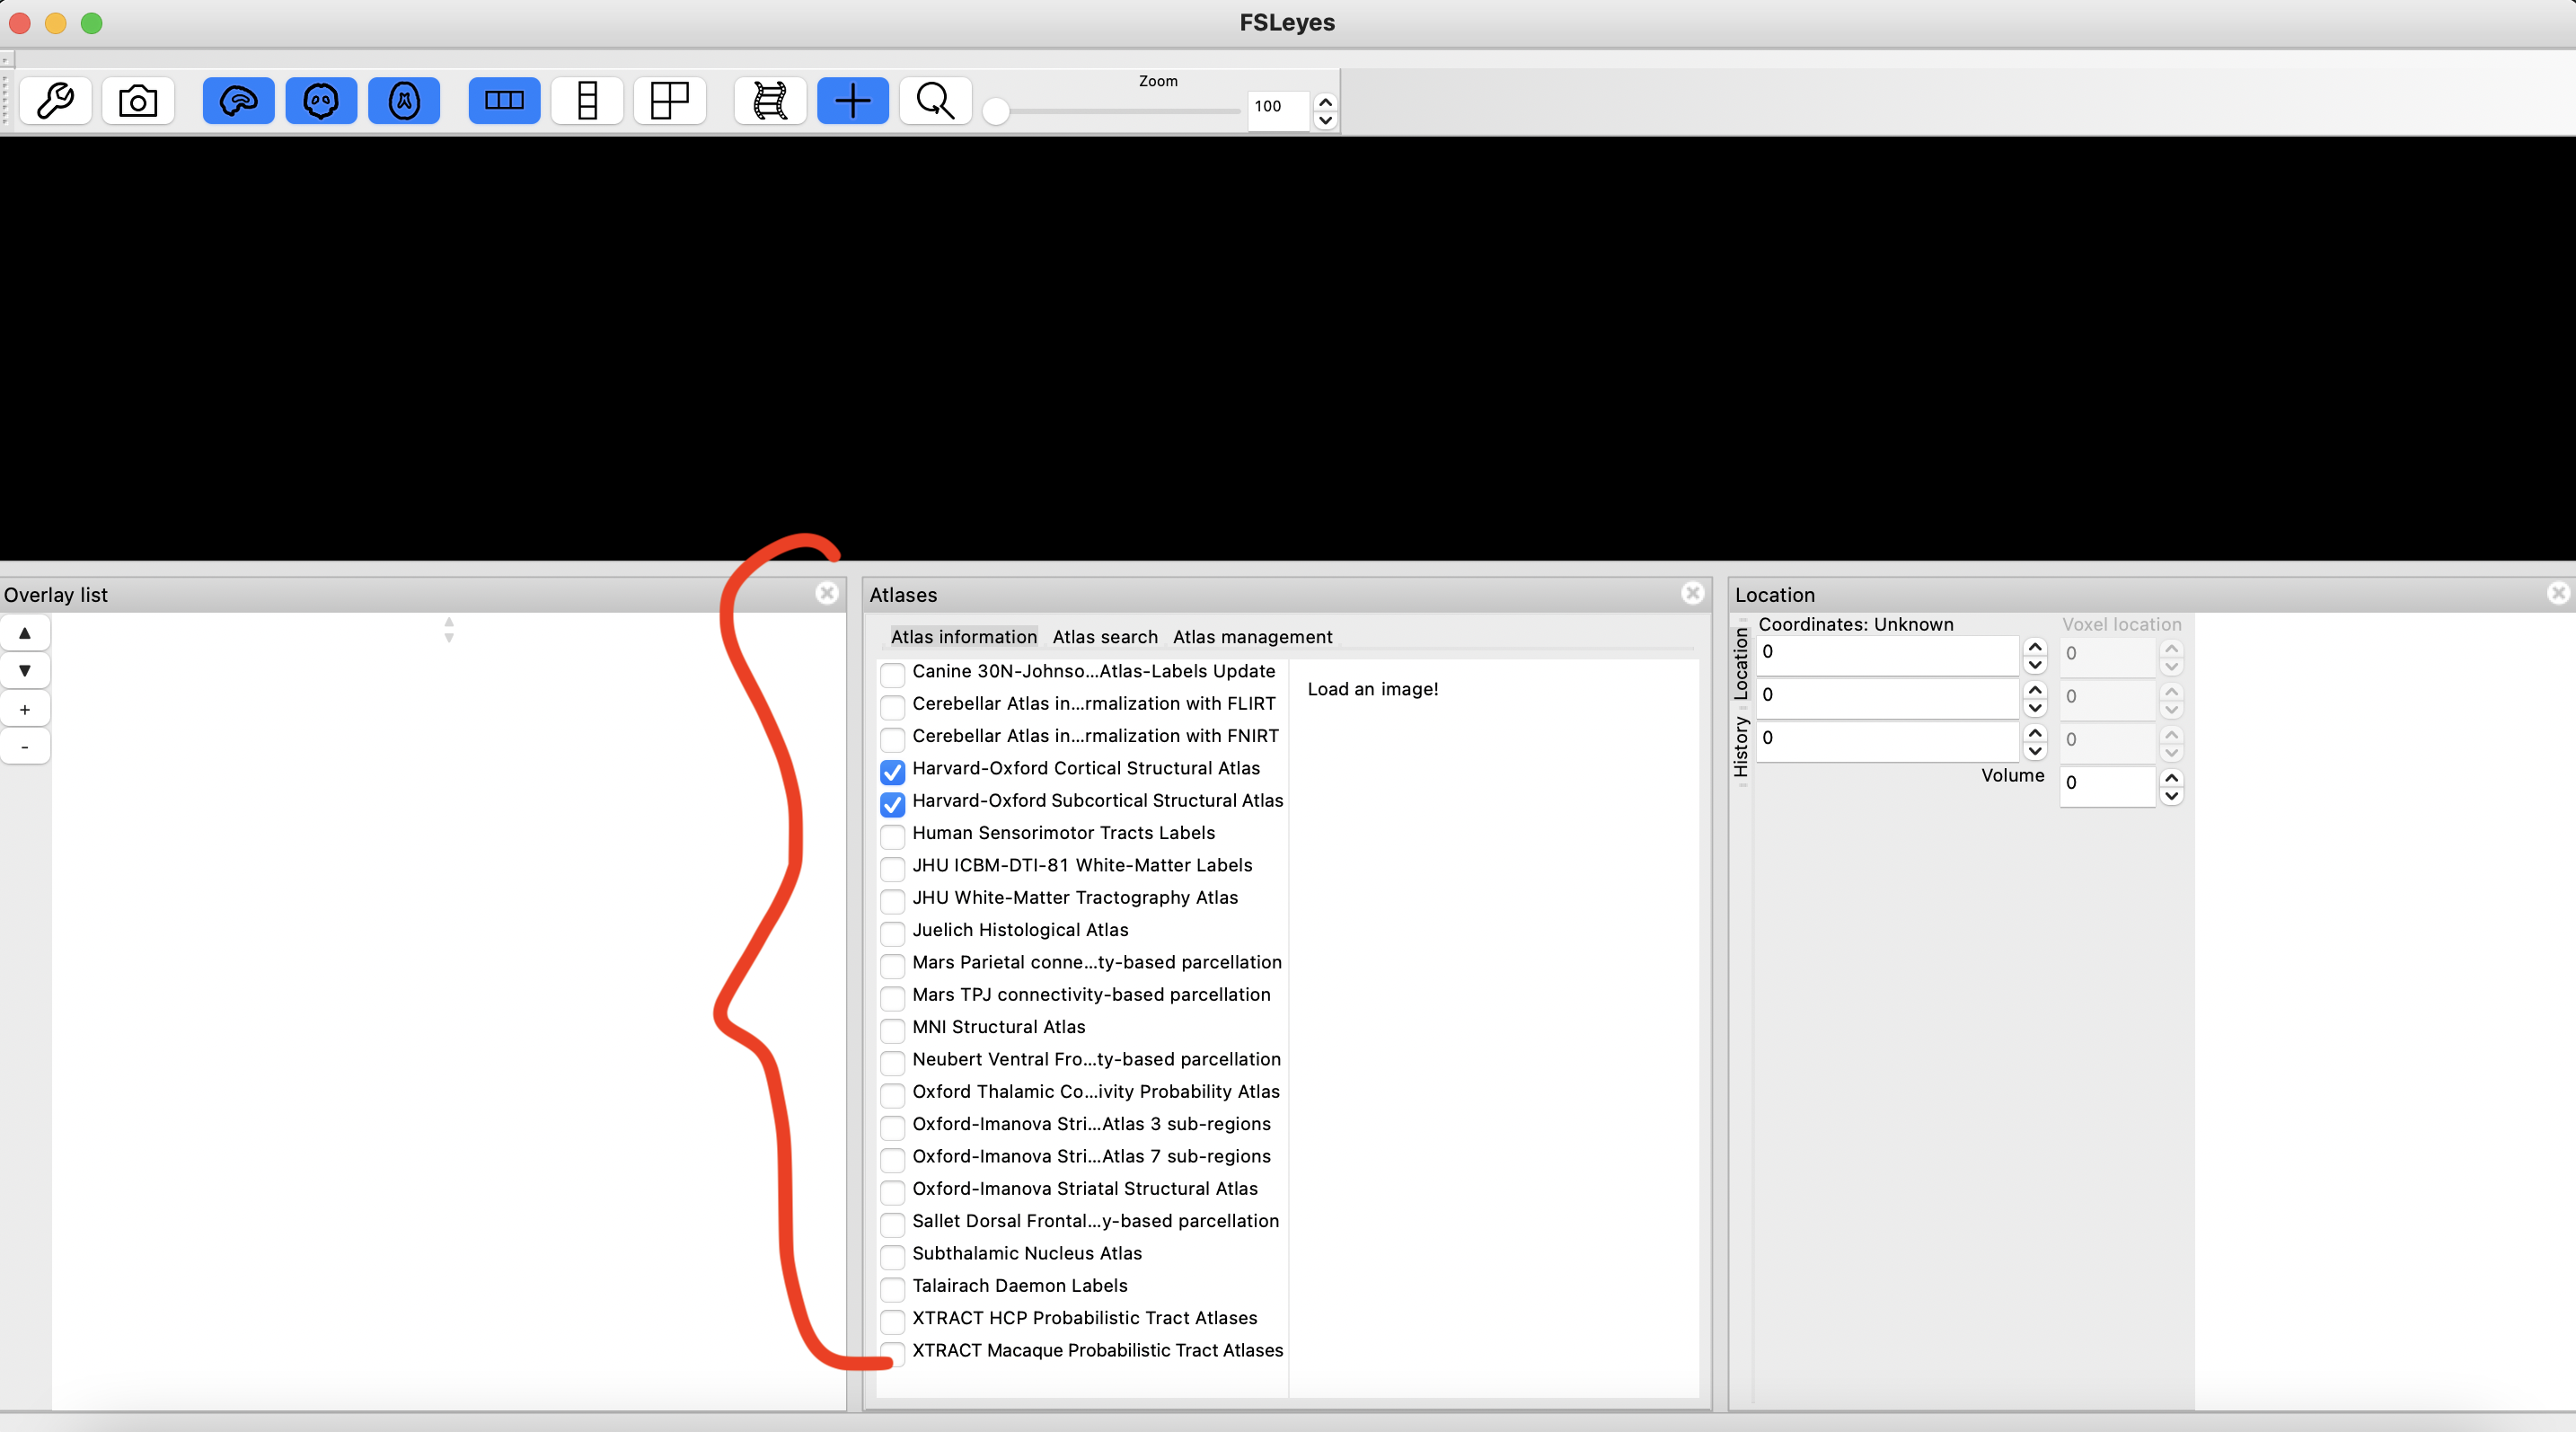 FSLeyes
Zoom
100
Overlay list
▲
▼
+
-
Atlases
Atlas information Atlas search Atlas management
Canine 30N-Johnso...Atlas-Labels Update
Cerebellar Atlas in...rmalization with FLIRT
Cerebellar Atlas in...rmalization with FNIRT
Harvard-Oxford Cortical Structural Atlas
Harvard-Oxford Subcortical Structural Atlas
Human Sensorimotor Tracts Labels
JHU ICBM-DTI-81 White-Matter Labels
JHU White-Matter Tractography Atlas
Juelich Histological Atlas
Mars Parietal conne...ty-based parcellation
Mars TPJ connectivity-based parcellation
MNI Structural Atlas
Neubert Ventral Fro...ty-based parcellation
Oxford Thalamic Co...ivity Probability Atlas
Oxford-Imanova Stri...Atlas 3 sub-regions
Oxford-Imanova Stri...Atlas 7 sub-regions
Oxford-Imanova Striatal Structural Atlas
Sallet Dorsal Frontal...y-based parcellation
Subthalamic Nucleus Atlas
Talairach Daemon Labels
XTRACT HCP Probabilistic Tract Atlases
XTRACT Macaque Probabilistic Tract Atlases
Load an image!
Location
Location
History
Coordinates: Unknown Voxel location
0 0
0 0
0 0
Volume 0